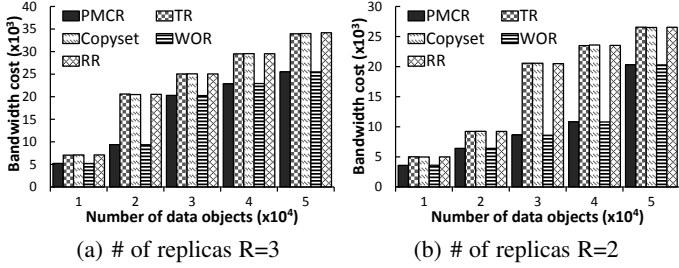 Bandwidth cost (x10³)
40
35
30
25
20
15
10
5
0
PMCR
TR
Copyset
WOR
RR
1 2 3 4 5
Number of data objects (x10⁴)
(a) # of replicas R=3
Bandwidth cost (x10³)
30
25
20
15
10
5
0
PMCR
TR
Copyset
WOR
RR
1 2 3 4 5
Number of data objects (x10⁴)
(b) # of replicas R=2